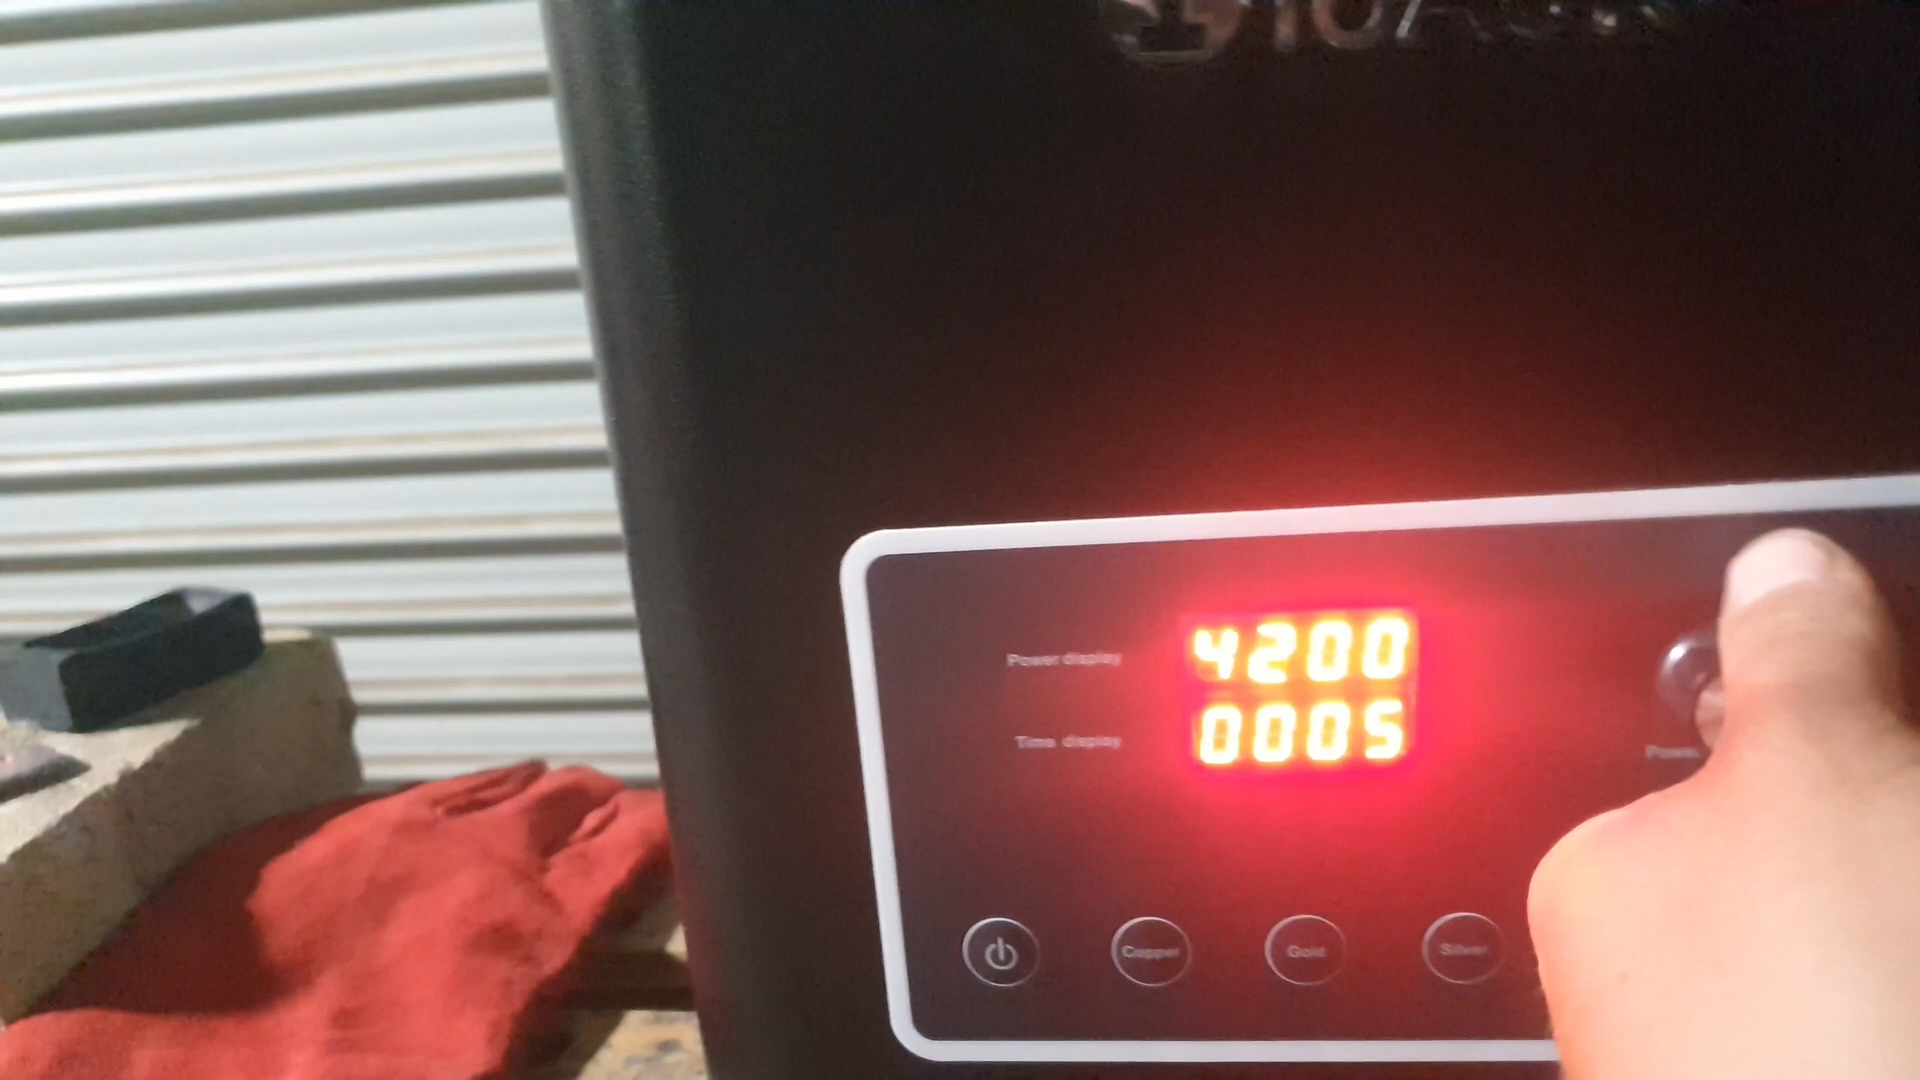 Power display
4200
Time display
0005
Power
Copper
Gold
Silver